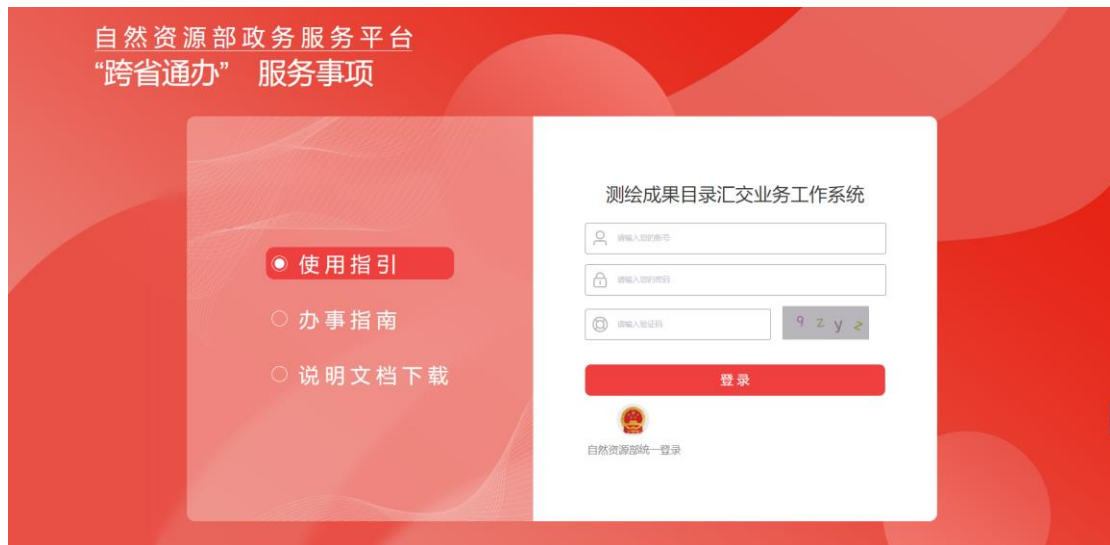 自然资源部政务服务平台
“跨省通办” 服务事项
使用指引
办事指南
说明文档下载
测绘成果目录汇交业务工作系统
请输入您的账号
请输入您的密码
请输入验证码
9 z y z
登录
自然资源部统一登录